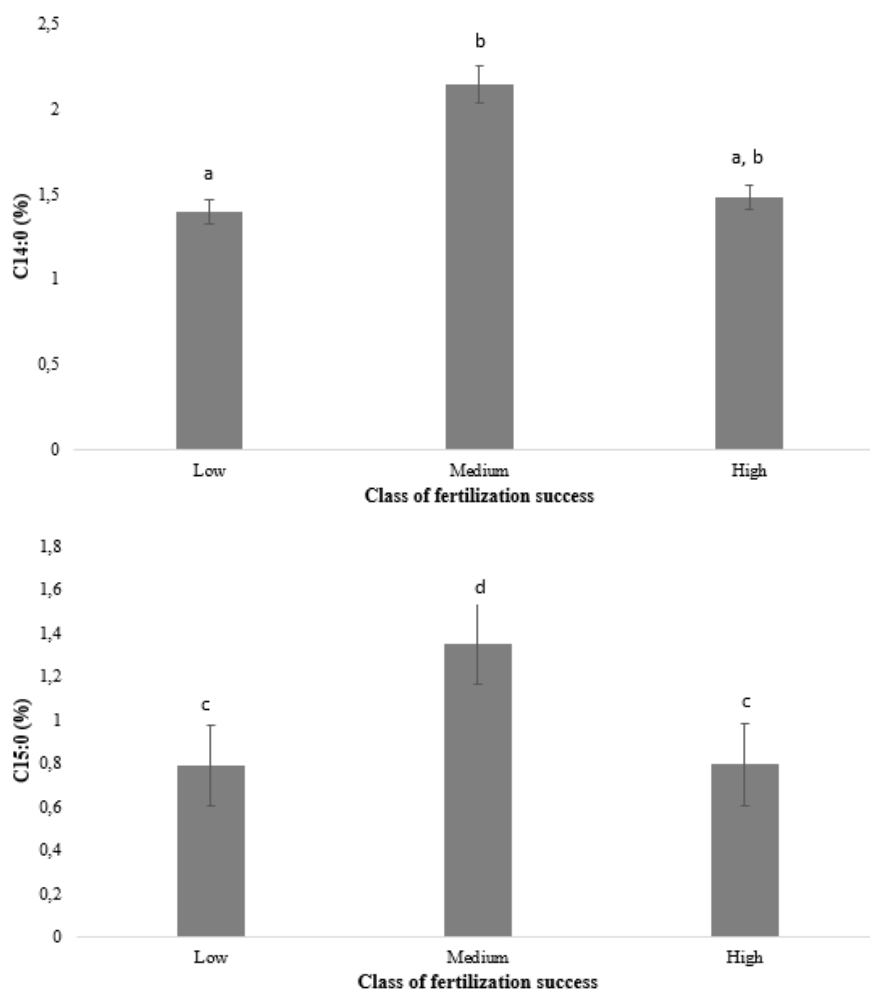 2,5
b
2
a, b
a
1,5
C14:0 (%)
1
0,5
0
Low Medium High
Class of fertilization success
1,8
1,6
d
1,4
1,2
c c
1
C15:0 (%)
0,8
0,6
0,4
0,2
0
Low Medium High
Class of fertilization success